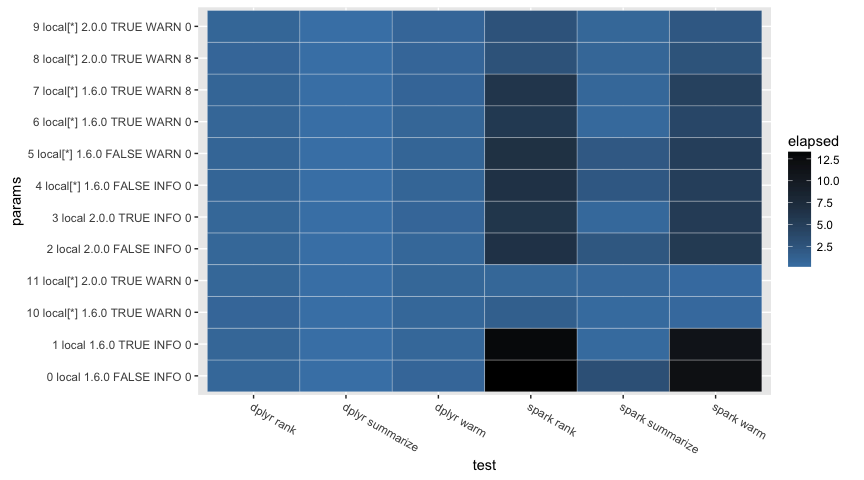 params
9 local[*] 2.0.0 TRUE WARN 0
8 local[*] 2.0.0 TRUE WARN 8
7 local[*] 1.6.0 TRUE WARN 8
6 local[*] 1.6.0 TRUE WARN 0
5 local[*] 1.6.0 FALSE WARN 0
4 local[*] 1.6.0 FALSE INFO 0
3 local 2.0.0 TRUE INFO 0
2 local 2.0.0 FALSE INFO 0
11 local[*] 2.0.0 TRUE WARN 0
10 local[*] 1.6.0 TRUE WARN 0
1 local 1.6.0 TRUE INFO 0
0 local 1.6.0 FALSE INFO 0
dplyr rank
dplyr summarize
dplyr warm
spark rank
spark summarize
spark warm
test
elapsed
12.5
10.0
7.5
5.0
2.5